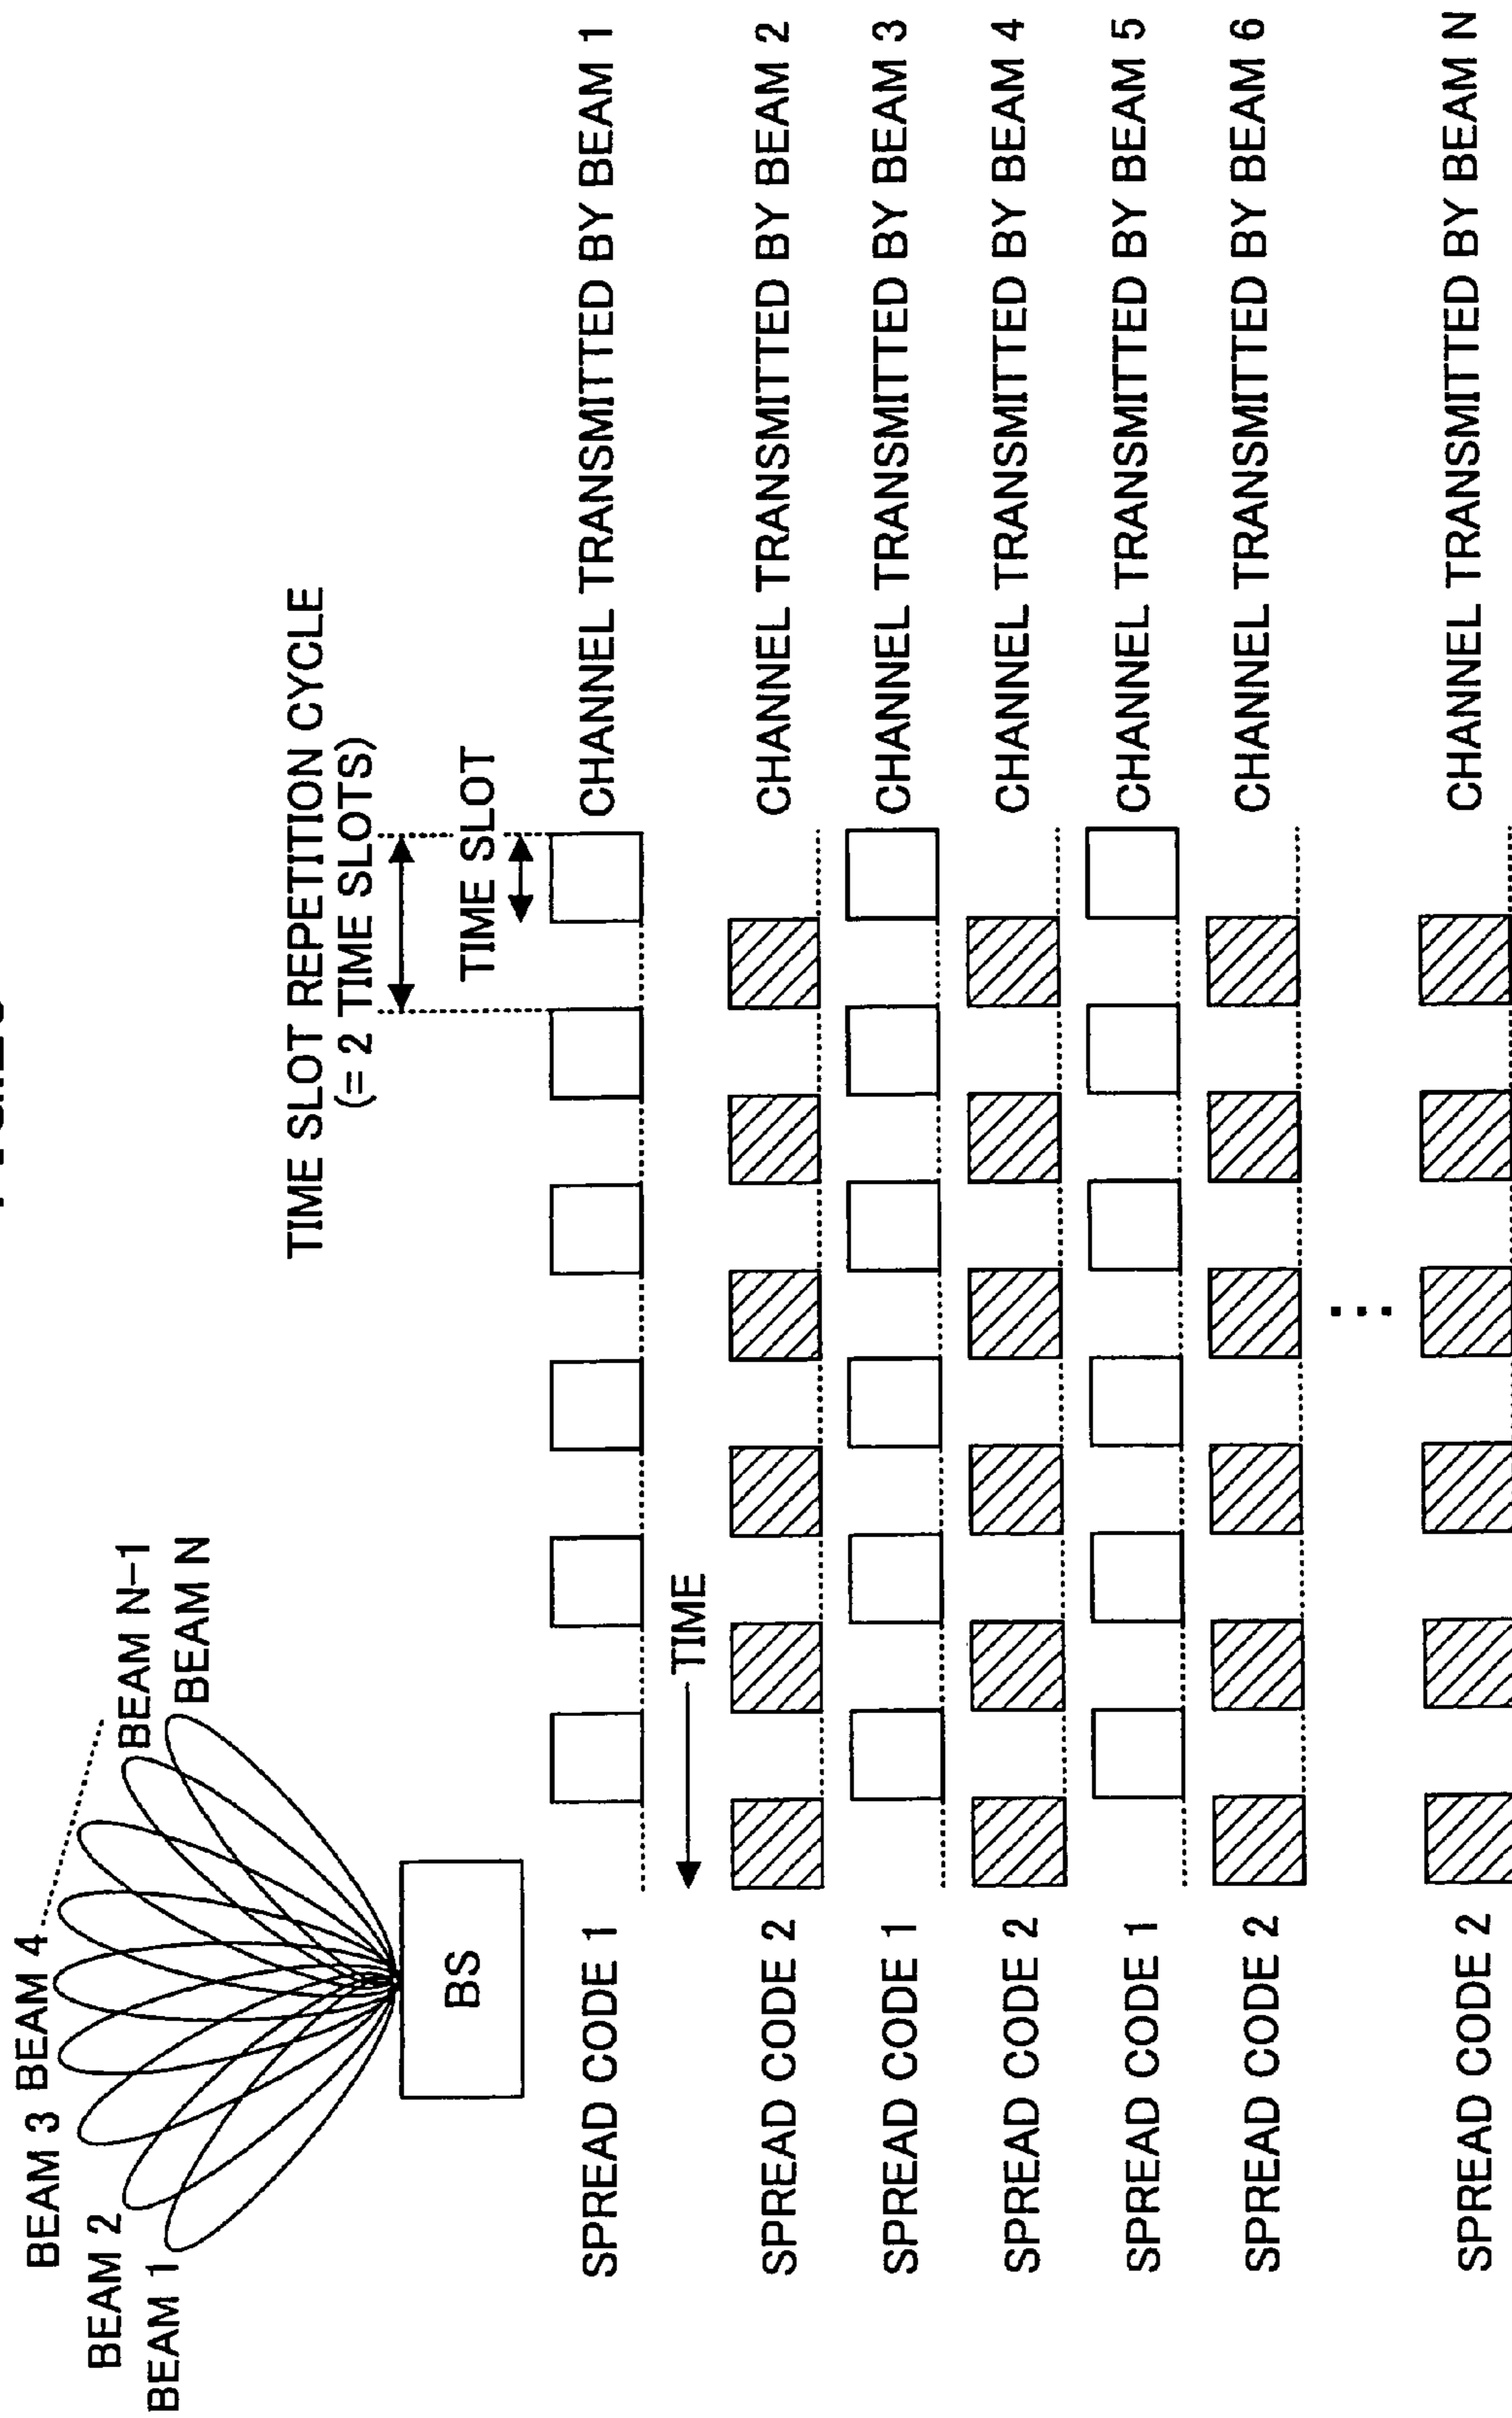 BEAM 3 BEAM 4
BEAM 2
BEAM 1
BEAM N-1
BEAM N
BS
TIME SLOT REPETITION CYCLE
(= 2 TIME SLOTS)
TIME SLOT
SPREAD CODE 1
CHANNEL TRANSMITTED BY BEAM 1
TIME
SPREAD CODE 2
CHANNEL TRANSMITTED BY BEAM 2
SPREAD CODE 1
CHANNEL TRANSMITTED BY BEAM 3
SPREAD CODE 2
CHANNEL TRANSMITTED BY BEAM 4
SPREAD CODE 1
CHANNEL TRANSMITTED BY BEAM 5
SPREAD CODE 2
CHANNEL TRANSMITTED BY BEAM 6
SPREAD CODE 2
CHANNEL TRANSMITTED BY BEAM N